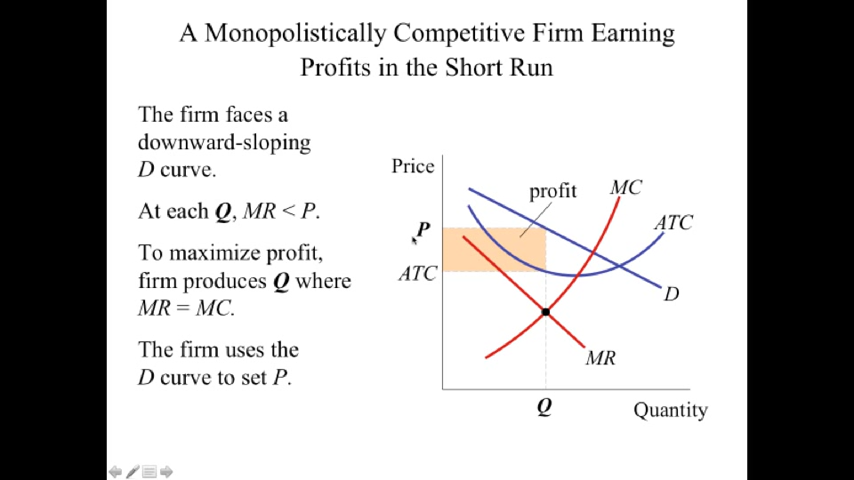 A Monopolistically Competitive Firm Earning
Profits in the Short Run
The firm faces a
downward-sloping
D curve.
At each Q, MR < P.
To maximize profit,
firm produces Q where
MR = MC.
The firm uses the
D curve to set P.
Price
profit
MC
ATC
P
ATC
D
MR
Q
Quantity